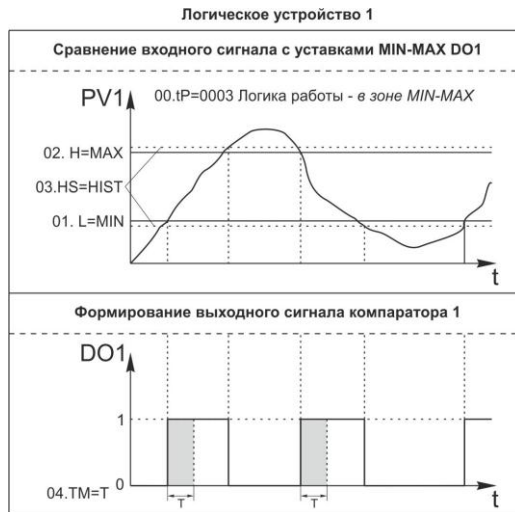 Логическое устройство 1
Сравнение входного сигнала с уставками MIN-MAX DO1
PV1
00.tP=0003 Логика работы - в зоне MIN-MAX
02. H=MAX
03.HS=HIST
01. L=MIN
t
Формирование выходного сигнала компаратора 1
DO1
1
0
04.TM=T
T
T
t